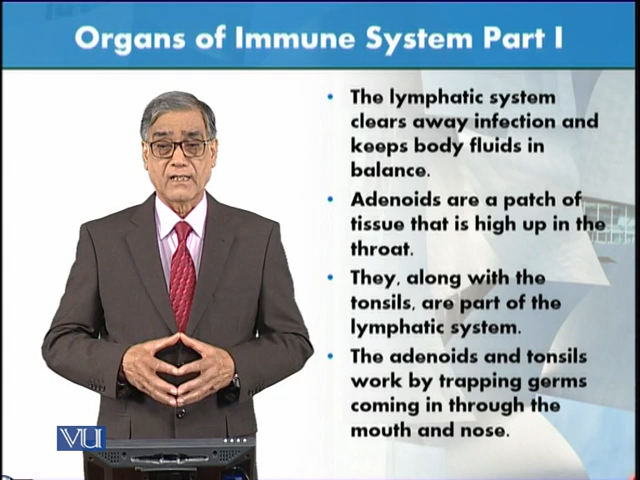 Organs of Immune System Part I
• The lymphatic system
clears away infection and
keeps body fluids in
balance.
• Adenoids are a patch of
tissue that is high up in the
throat.
• They, along with the
tonsils, are part of the
lymphatic system.
• The adenoids and tonsils
work by trapping germs
coming in through the
mouth and nose.
VU